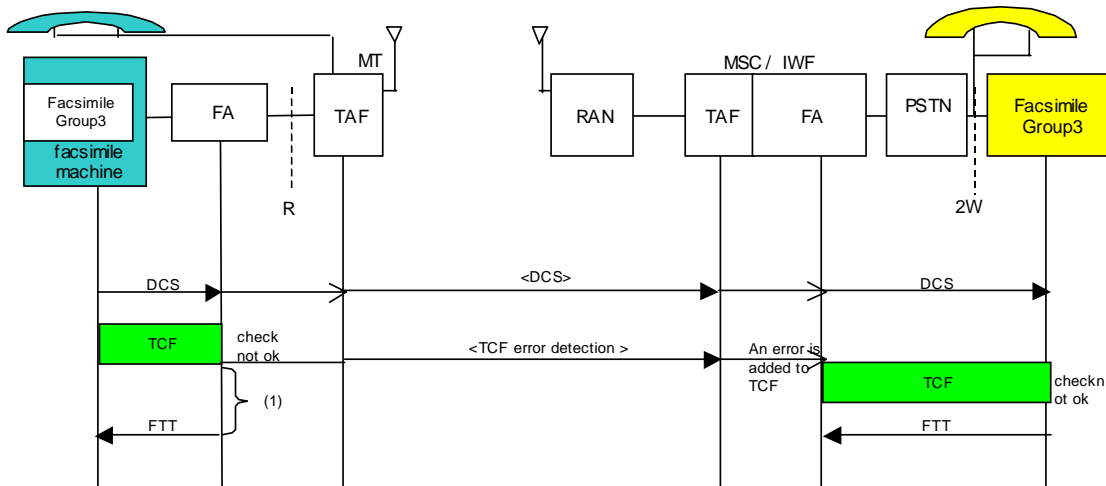 MT
MSC / IWF
Facsimile
Group3
facsimile
machine
FA
TAF
RAN
TAF
FA
PSTN
Facsimile
Group3
R
2W
DCS
<DCS>
DCS
TCF
check
not ok
<TCF error detection >
An error is
added to
TCF
TCF
checkn
ot ok
(1)
FTT
FTT